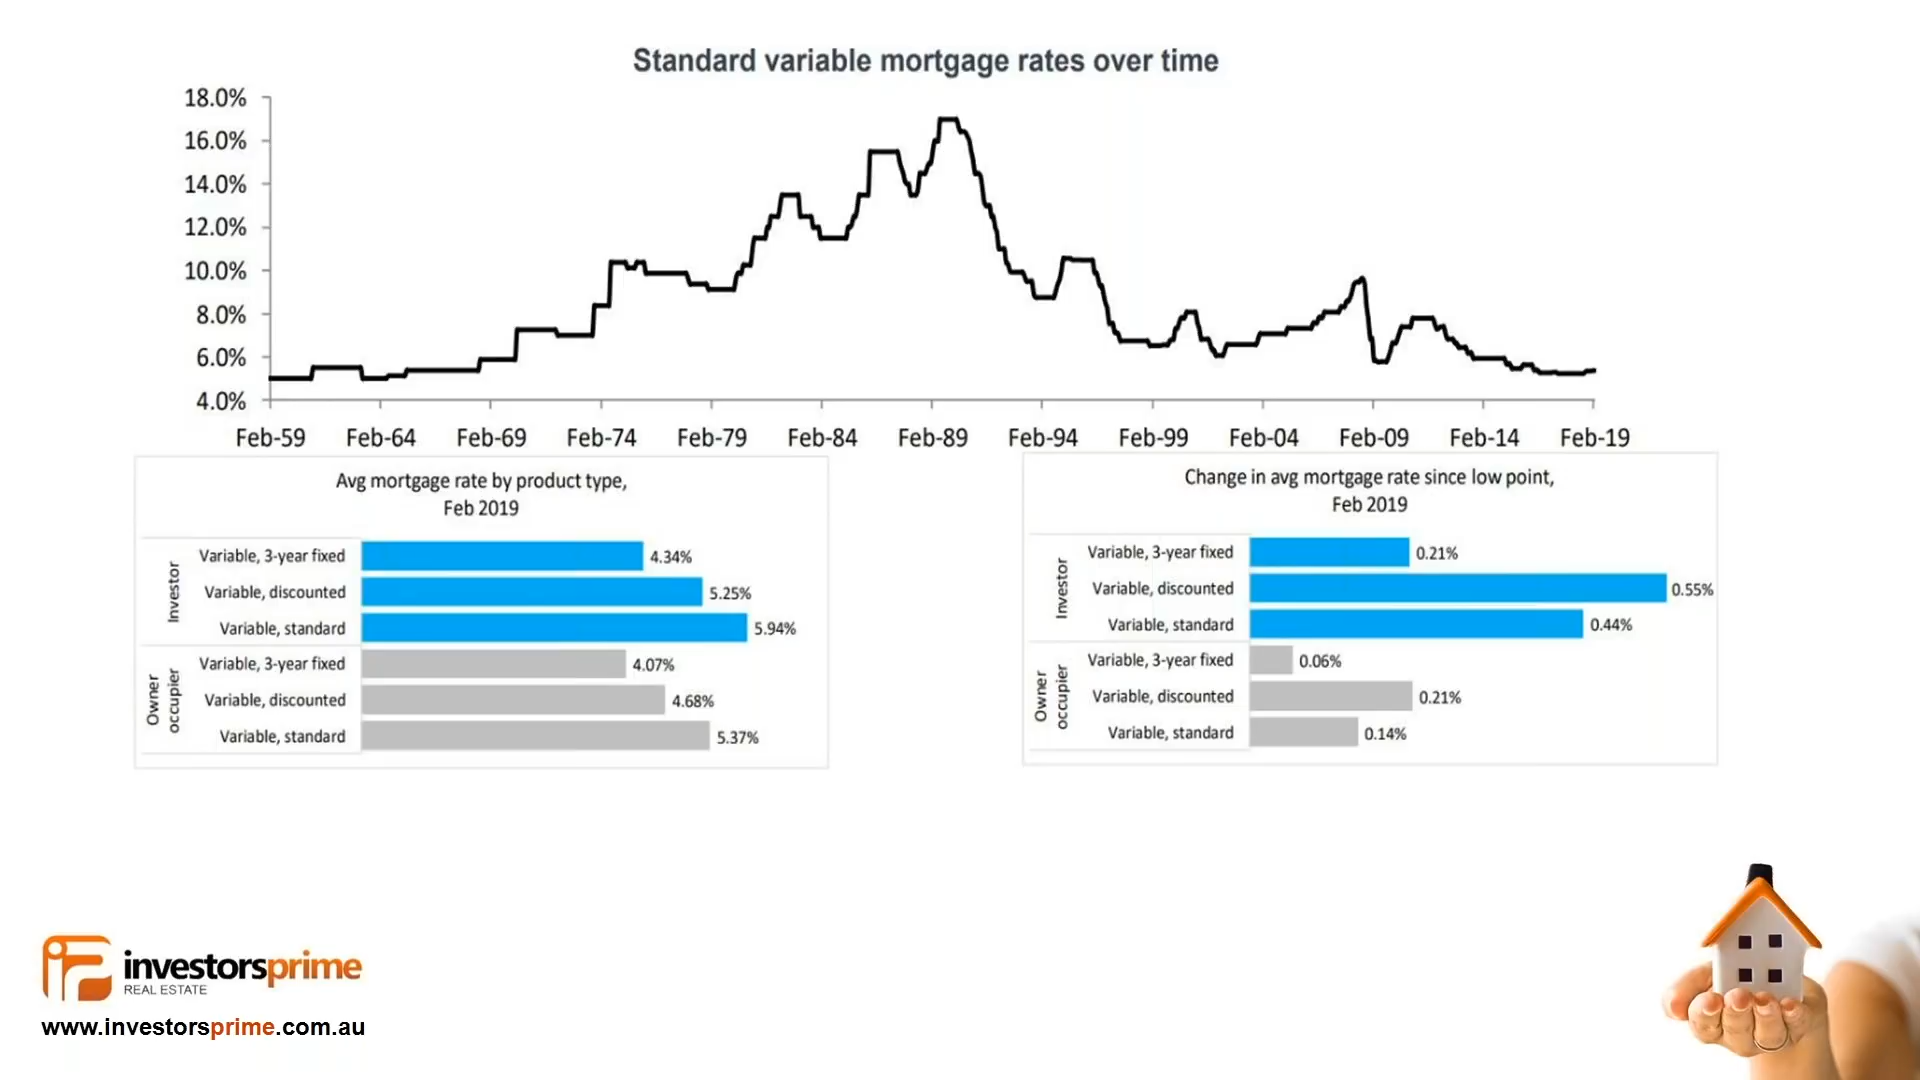 Standard variable mortgage rates over time
18.0%
16.0%
14.0%
12.0%
10.0%
8.0%
6.0%
4.0%
Feb-59 Feb-64 Feb-69 Feb-74 Feb-79 Feb-84 Feb-89 Feb-94 Feb-99 Feb-04 Feb-09 Feb-14 Feb-19
Avg mortgage rate by product type,
Feb 2019
Investor
Variable, 3-year fixed 4.34%
Variable, discounted 5.25%
Variable, standard 5.94%
Owner
occupier
Variable, 3-year fixed 4.07%
Variable, discounted 4.68%
Variable, standard 5.37%
Change in avg mortgage rate since low point,
Feb 2019
Investor
Variable, 3-year fixed 0.21%
Variable, discounted 0.55%
Variable, standard 0.44%
Owner
occupier
Variable, 3-year fixed 0.06%
Variable, discounted 0.21%
Variable, standard 0.14%
investorsprime
REAL ESTATE
www.investorsprime.com.au